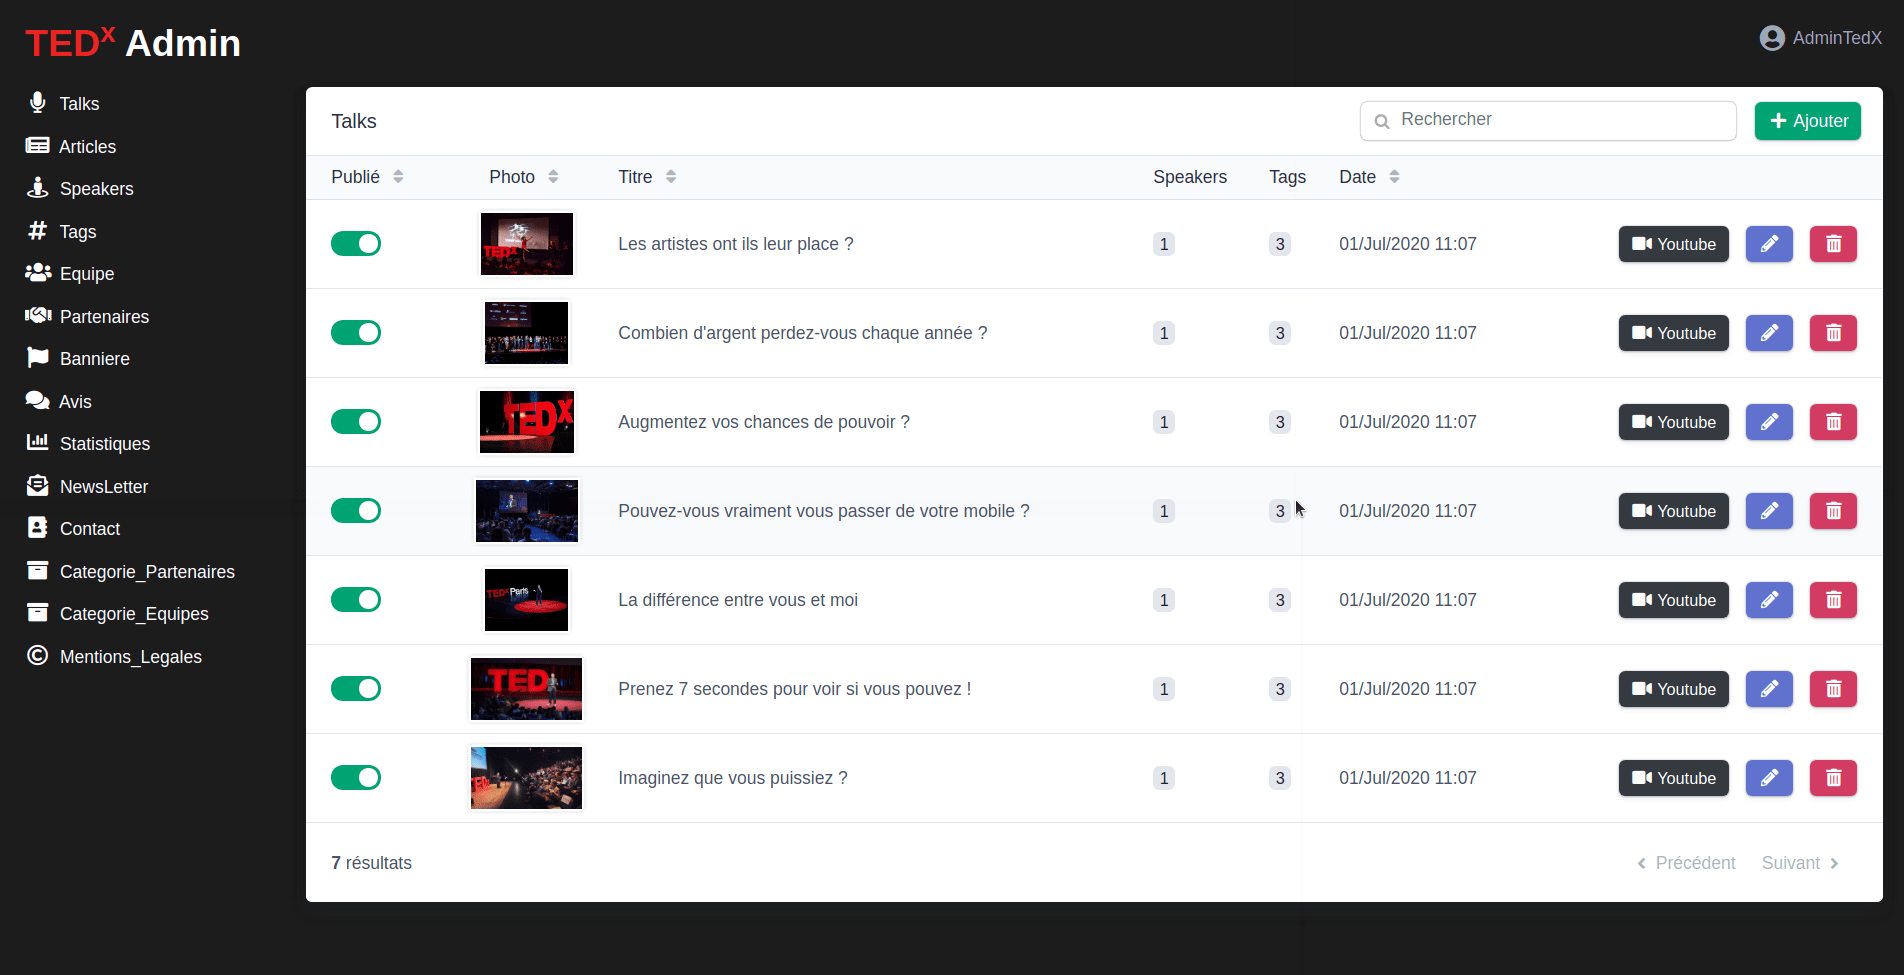 TEDx Admin
AdminTedX
Talks
Articles
Speakers
Tags
Equipe
Partenaires
Banniere
Avis
Statistiques
NewsLetter
Contact
Categorie_Partenaires
Categorie_Equipes
Mentions_Legales
Talks
Rechercher
Ajouter
Publié Photo Titre Speakers Tags Date
TEDx
Les artistes ont ils leur place ? 1 3 01/Jul/2020 11:07 Youtube
Combien d'argent perdez-vous chaque année ? 1 3 01/Jul/2020 11:07 Youtube
TEDX
Augmentez vos chances de pouvoir ? 1 3 01/Jul/2020 11:07 Youtube
Pouvez-vous vraiment vous passer de votre mobile ? 1 3 01/Jul/2020 11:07 Youtube
TEDxParis
La différence entre vous et moi 1 3 01/Jul/2020 11:07 Youtube
TED
Prenez 7 secondes pour voir si vous pouvez ! 1 3 01/Jul/2020 11:07 Youtube
TEDx
Imaginez que vous puissiez ? 1 3 01/Jul/2020 11:07 Youtube
7 résultats
Précédent Suivant